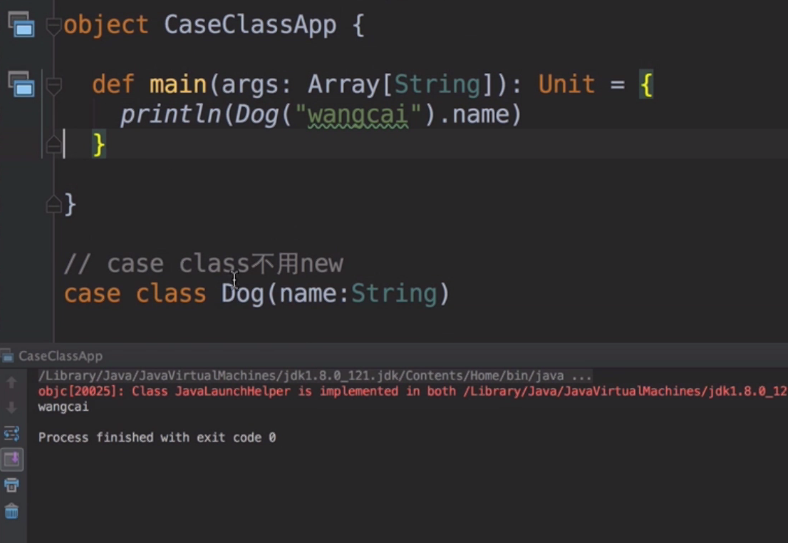 object CaseClassApp {
def main(args: Array[String]): Unit = {
println(Dog("wangcai").name)
}
}
// case class不用new
case class Dog(name:String)
CaseClassApp
/Library/Java/JavaVirtualMachines/jdk1.8.0_121.jdk/Contents/Home/bin/java ...
objc[20025]: Class JavaLaunchHelper is implemented in both /Library/Java/JavaVirtualMachines/jdk1.8.0_12
wangcai
Process finished with exit code 0